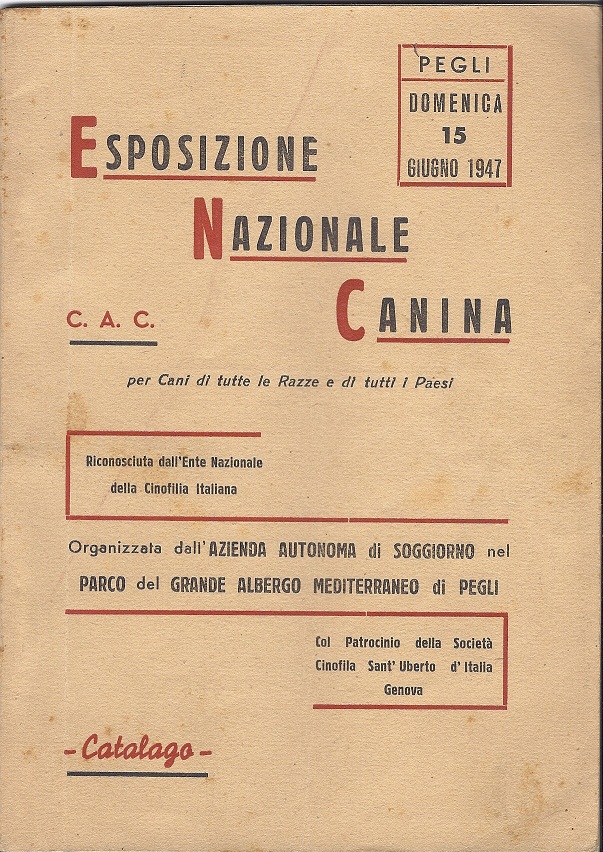 PEGLI
DOMENICA
15
GIUGNO 1947
ESPOSIZIONE
NAZIONALE
CANINA
C. A. C.
per Cani di tutte le Razze e di tutti i Paesi
Riconosciuta dall'Ente Nazionale
della Cinofilia Italiana
Organizzata dall'AZIENDA AUTONOMA di SOGGIORNO nel
PARCO del GRANDE ALBERGO MEDITERRANEO di PEGLI
Col Patrocinio della Società
Cinofila Sant'Uberto d'Italia
Genova
- Catalago -